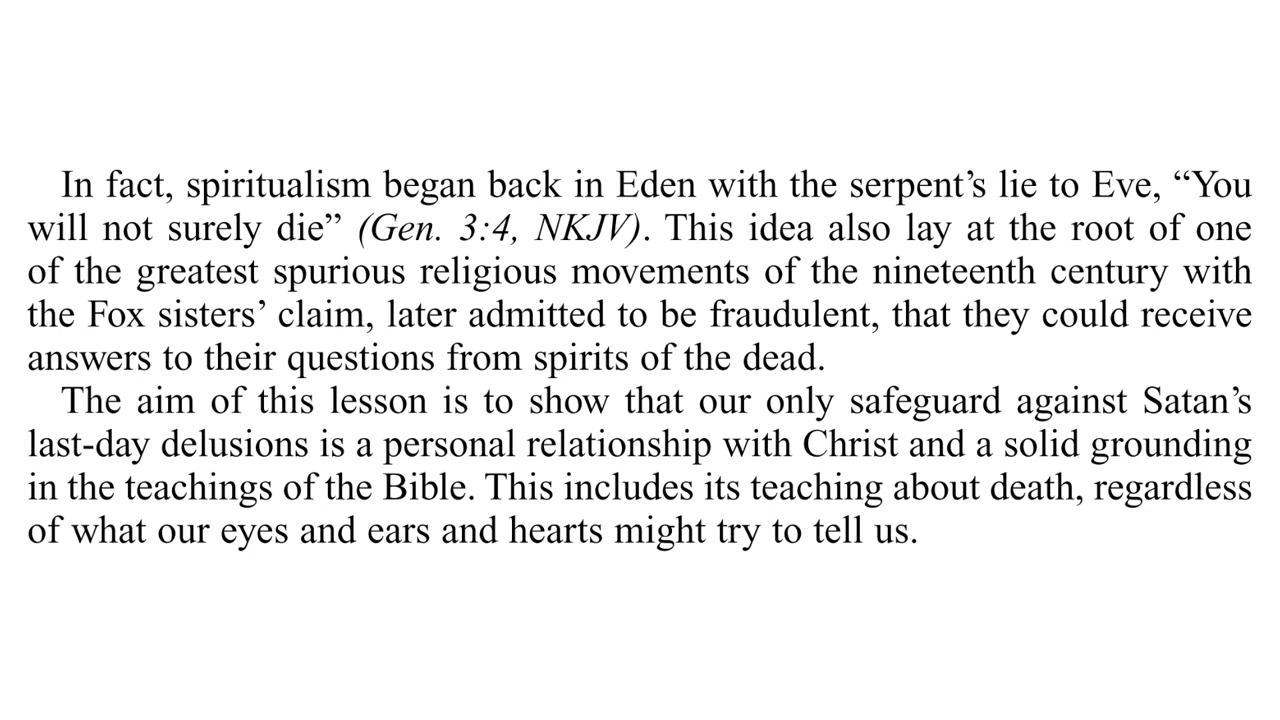 In fact, spiritualism began back in Eden with the serpent’s lie to Eve, “You
will not surely die” (Gen. 3:4, NKJV). This idea also lay at the root of one
of the greatest spurious religious movements of the nineteenth century with
the Fox sisters’ claim, later admitted to be fraudulent, that they could receive
answers to their questions from spirits of the dead.
The aim of this lesson is to show that our only safeguard against Satan’s
last-day delusions is a personal relationship with Christ and a solid grounding
in the teachings of the Bible. This includes its teaching about death, regardless
of what our eyes and ears and hearts might try to tell us.